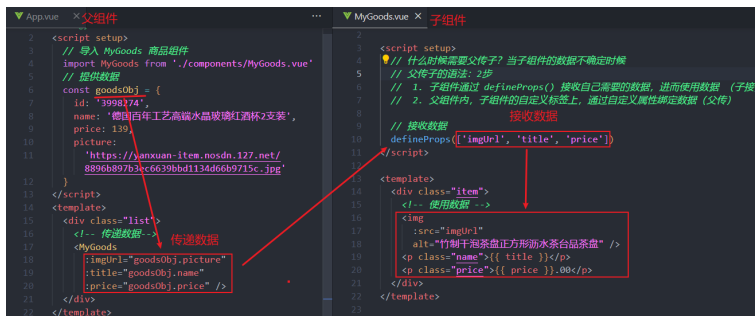 App.vue × 父组件
<script setup>
// 导入 MyGoods 商品组件
import MyGoods from './components/MyGoods.vue'
// 提供数据
const goodsObj = {
id: '3998274',
name: '德国百年工艺高端水晶玻璃红酒杯2支装',
price: 139,
picture:
'https://yanxuan-item.nosdn.127.net/
8896b897b3ec6639bbd1134d66b9715c.jpg'
}
</script>
<template>
<div class="list">
<!-- 传递数据-->
传递数据
<MyGoods
:imgUrl="goodsObj.picture"
:title="goodsObj.name"
:price="goodsObj.price" />
</div>
</template>
MyGoods.vue × 子组件
<script setup>
// 什么时候需要父传子？当子组件的数据不确定时候
// 父传子的语法：2步
// 1. 子组件通过 defineProps() 接收自己需要的数据，进而使用数据 （子接
// 2. 父组件内，子组件的自定义标签上，通过自定义属性绑定数据（父传）
接收数据
// 接收数据
defineProps(['imgUrl', 'title', 'price'])
</script>
<template>
<div class="item">
<!-- 使用数据 -->
<img
:src="imgUrl"
alt="竹制干泡茶盘正方形沥水茶台品茶盘" />
<p class="name">{{ title }}</p>
<p class="price">{{ price }}.00</p>
</div>
</template>